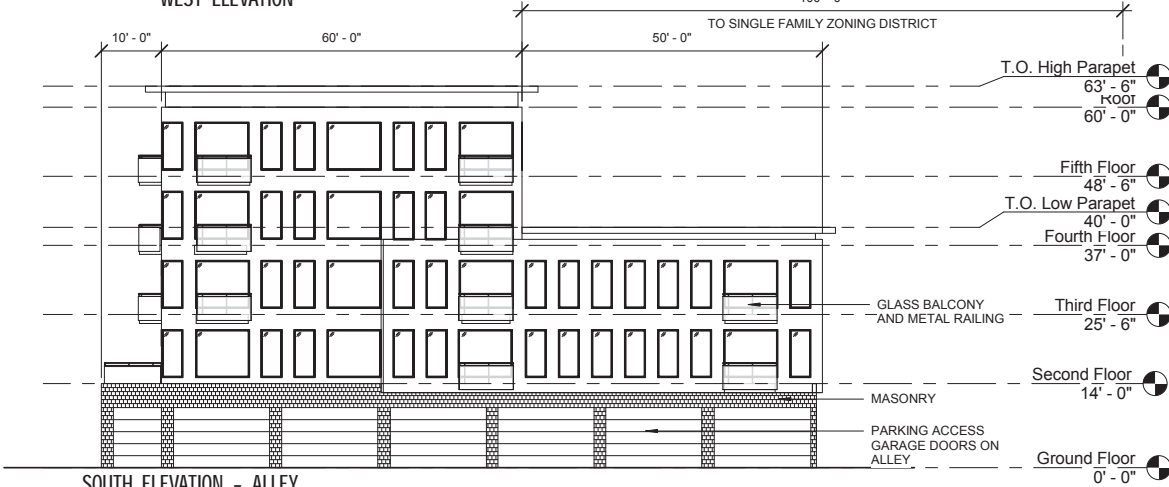 WEST ELEVATION
TO SINGLE FAMILY ZONING DISTRICT
10' - 0"
60' - 0"
50' - 0"
T.O. High Parapet
63' - 6"
Roof
60' - 0"
Fifth Floor
48' - 6"
T.O. Low Parapet
40' - 0"
Fourth Floor
37' - 0"
GLASS BALCONY
AND METAL RAILING
Third Floor
25' - 6"
Second Floor
14' - 0"
MASONRY
PARKING ACCESS
GARAGE DOORS ON
ALLEY
Ground Floor
0' - 0"
SOUTH ELEVATION - ALLEY